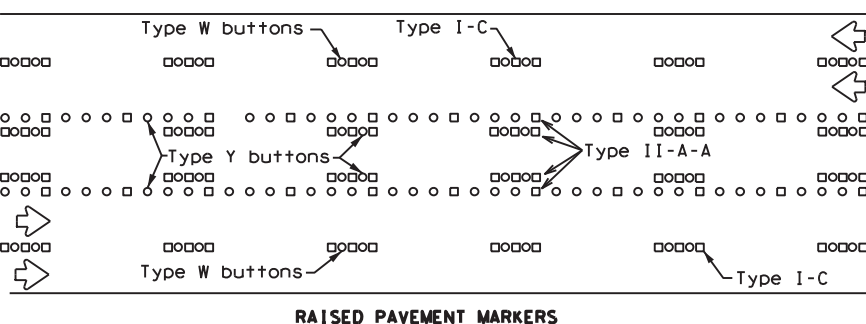 Type W buttons
Type I-C
Type Y buttons
Type II-A-A
Type W buttons
Type I-C
RAISED PAVEMENT MARKERS